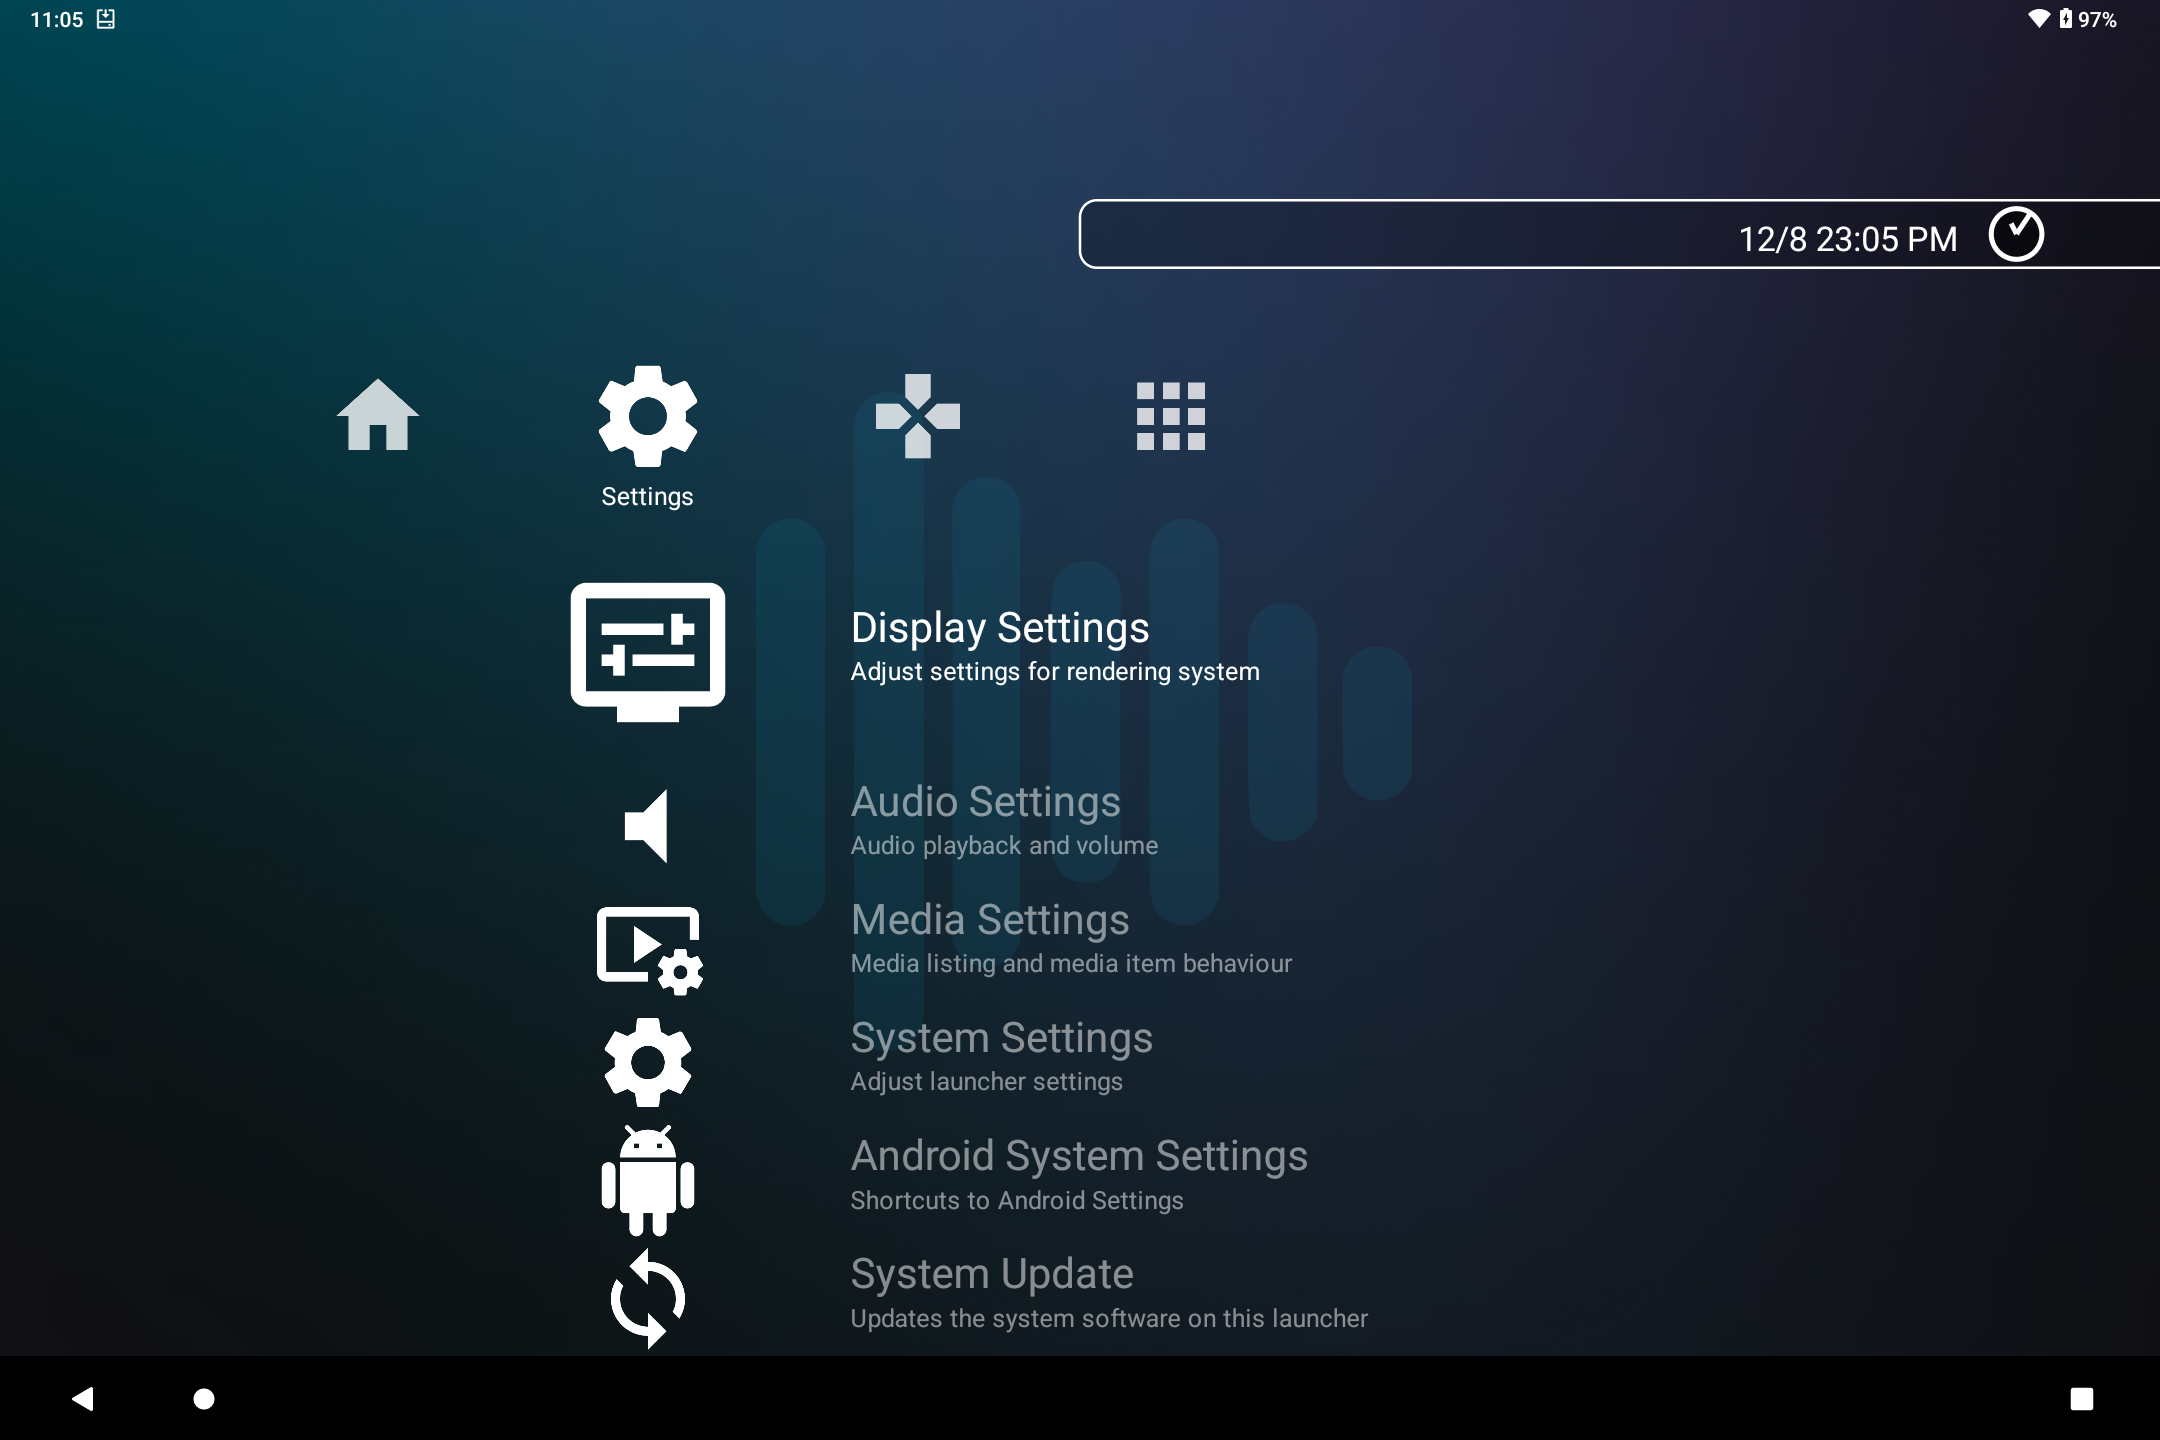 11:05
97%
12/8 23:05 PM
Settings
Display Settings
Adjust settings for rendering system
Audio Settings
Audio playback and volume
Media Settings
Media listing and media item behaviour
System Settings
Adjust launcher settings
Android System Settings
Shortcuts to Android Settings
System Update
Updates the system software on this launcher